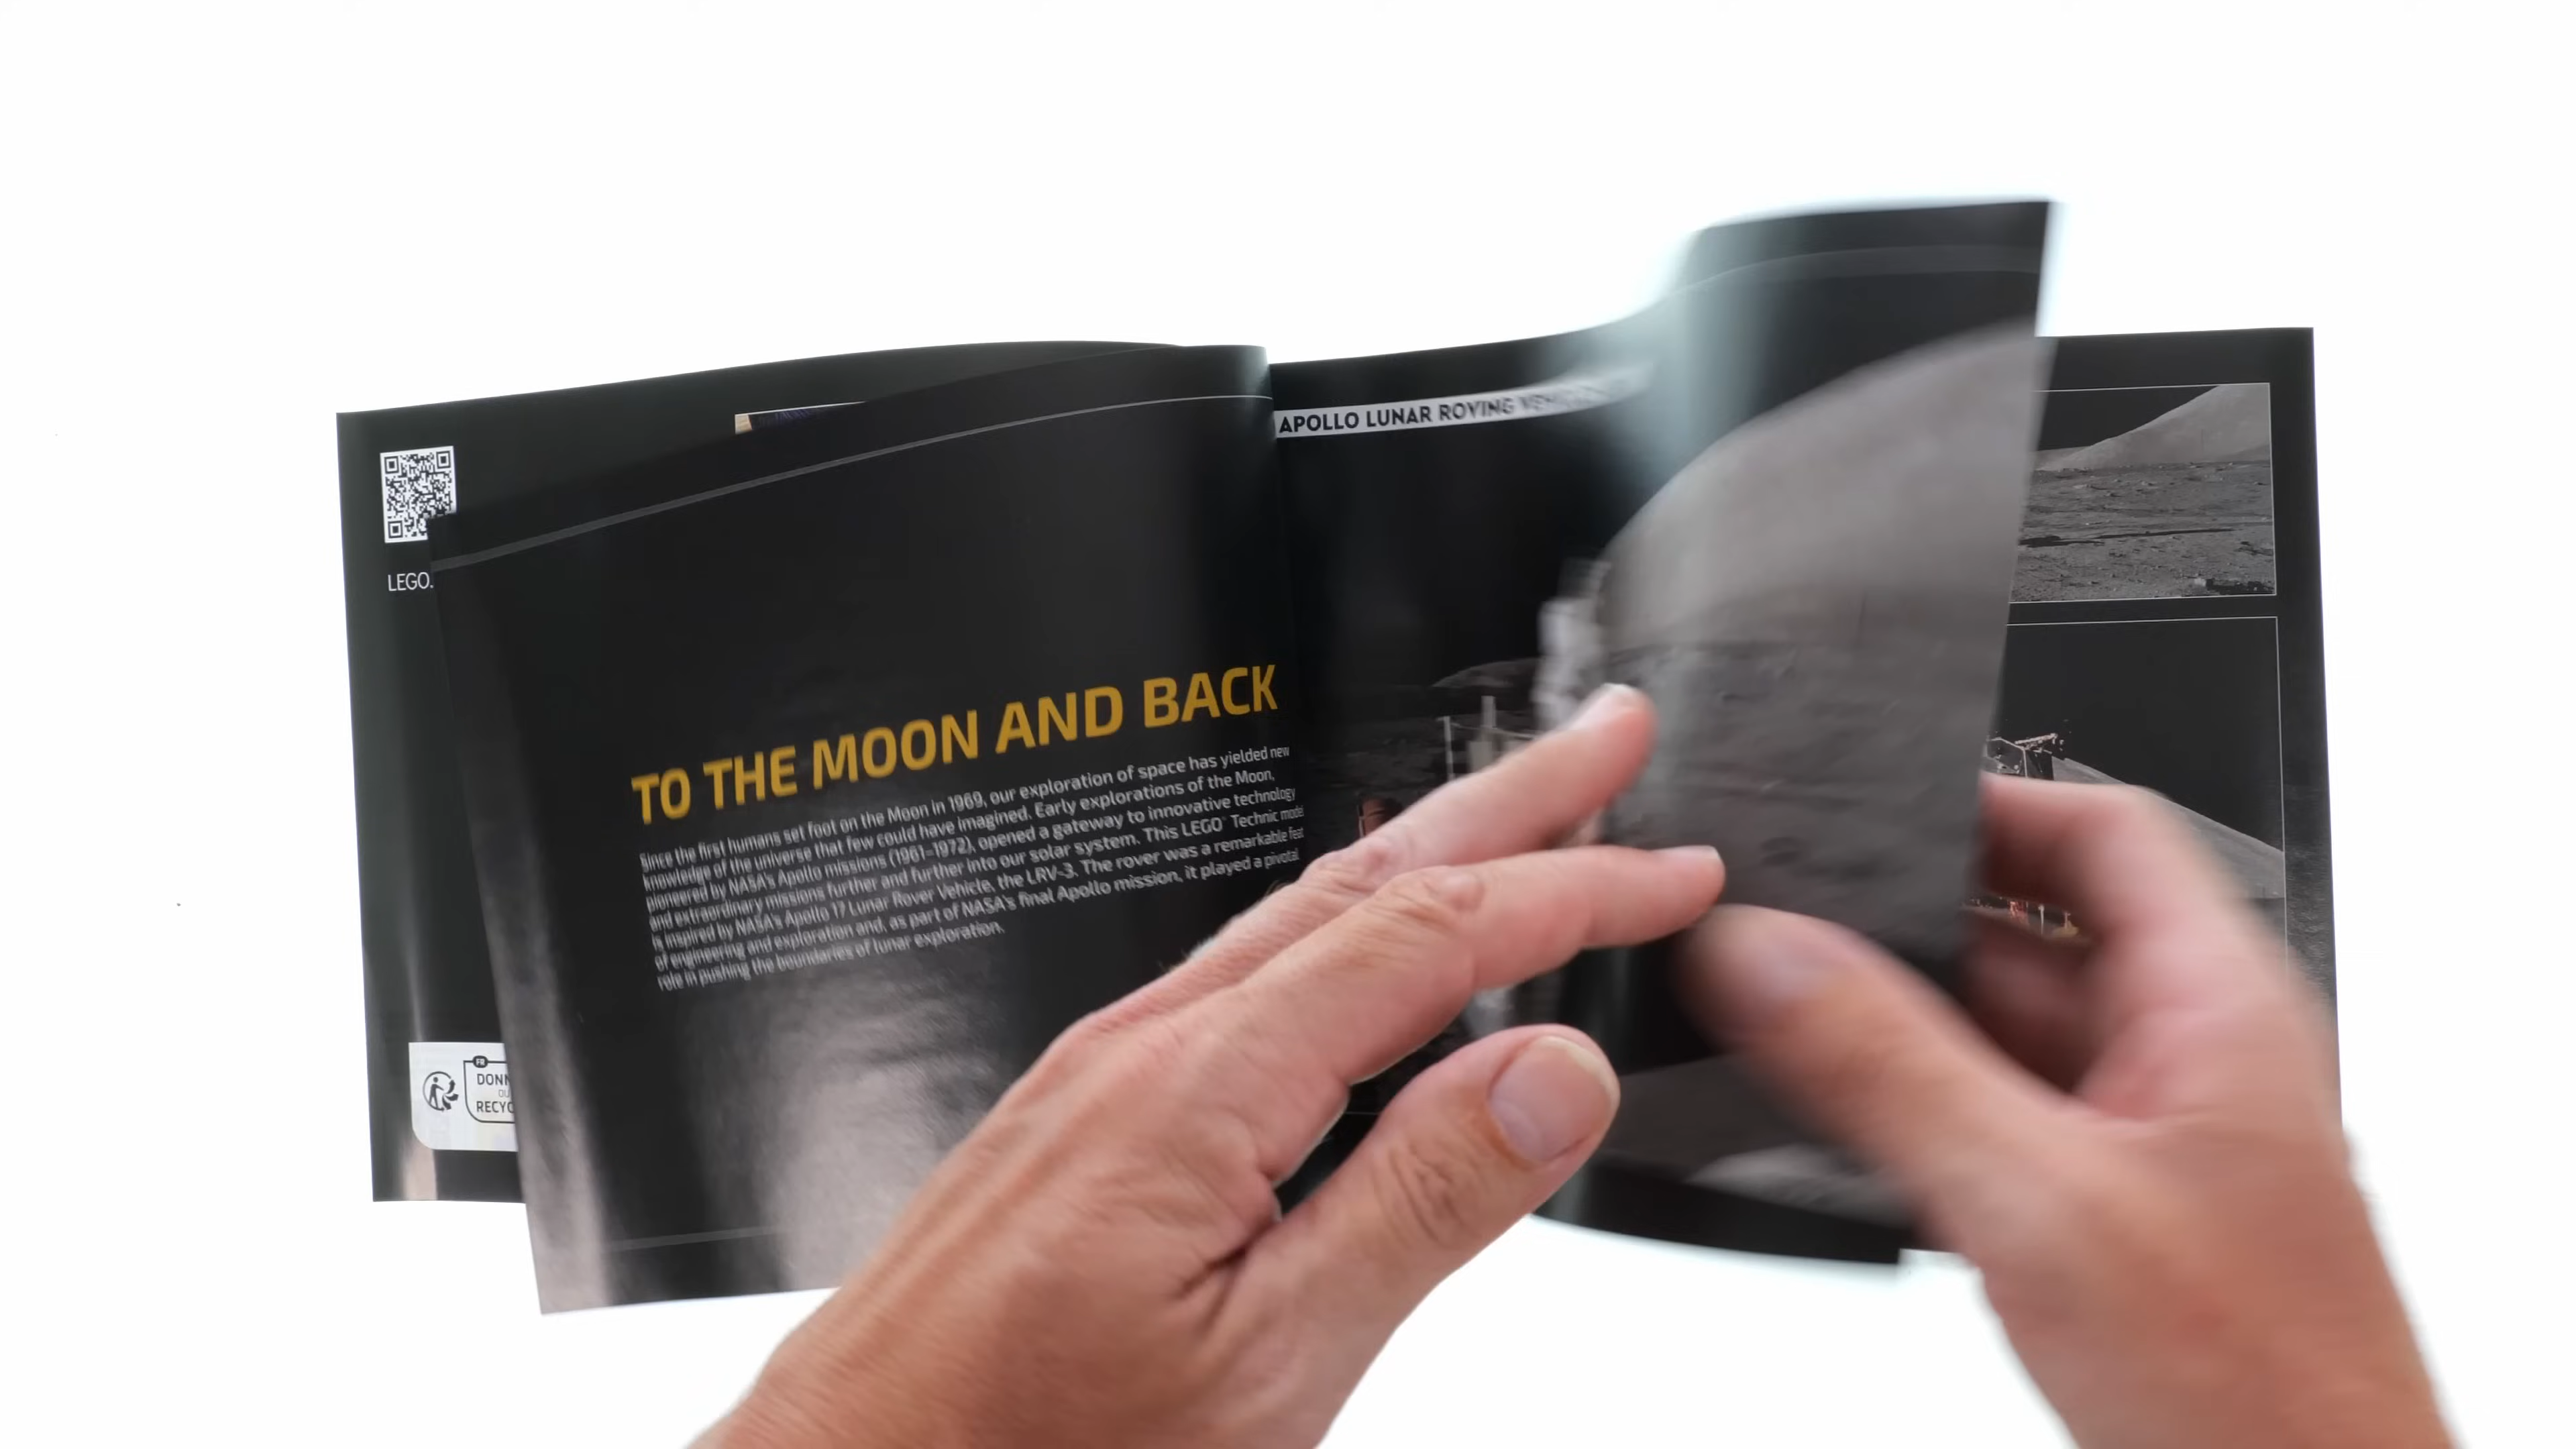 LEGO.
TO THE MOON AND BACK
Since the first humans set foot on the Moon in 1969, our exploration of space has yielded new
knowledge of the universe that few could have imagined. Early explorations of the Moon,
pionered by NASA's Apollo missions (1961–1972), opened a gateway to innovative technology
and extraordinary missions further and further into our solar system. This LEGO® Technic model
is inspired by NASA's Apollo 17 Lunar Rover Vehicle, the LRV-3. The rover was a remarkable feat
of engineering and exploration and, as part of NASA's final Apollo mission, it played a pivotal
role in pushing the boundaries of lunar exploration.
APOLLO LUNAR ROVING
FR
DONN
OU
RECYC